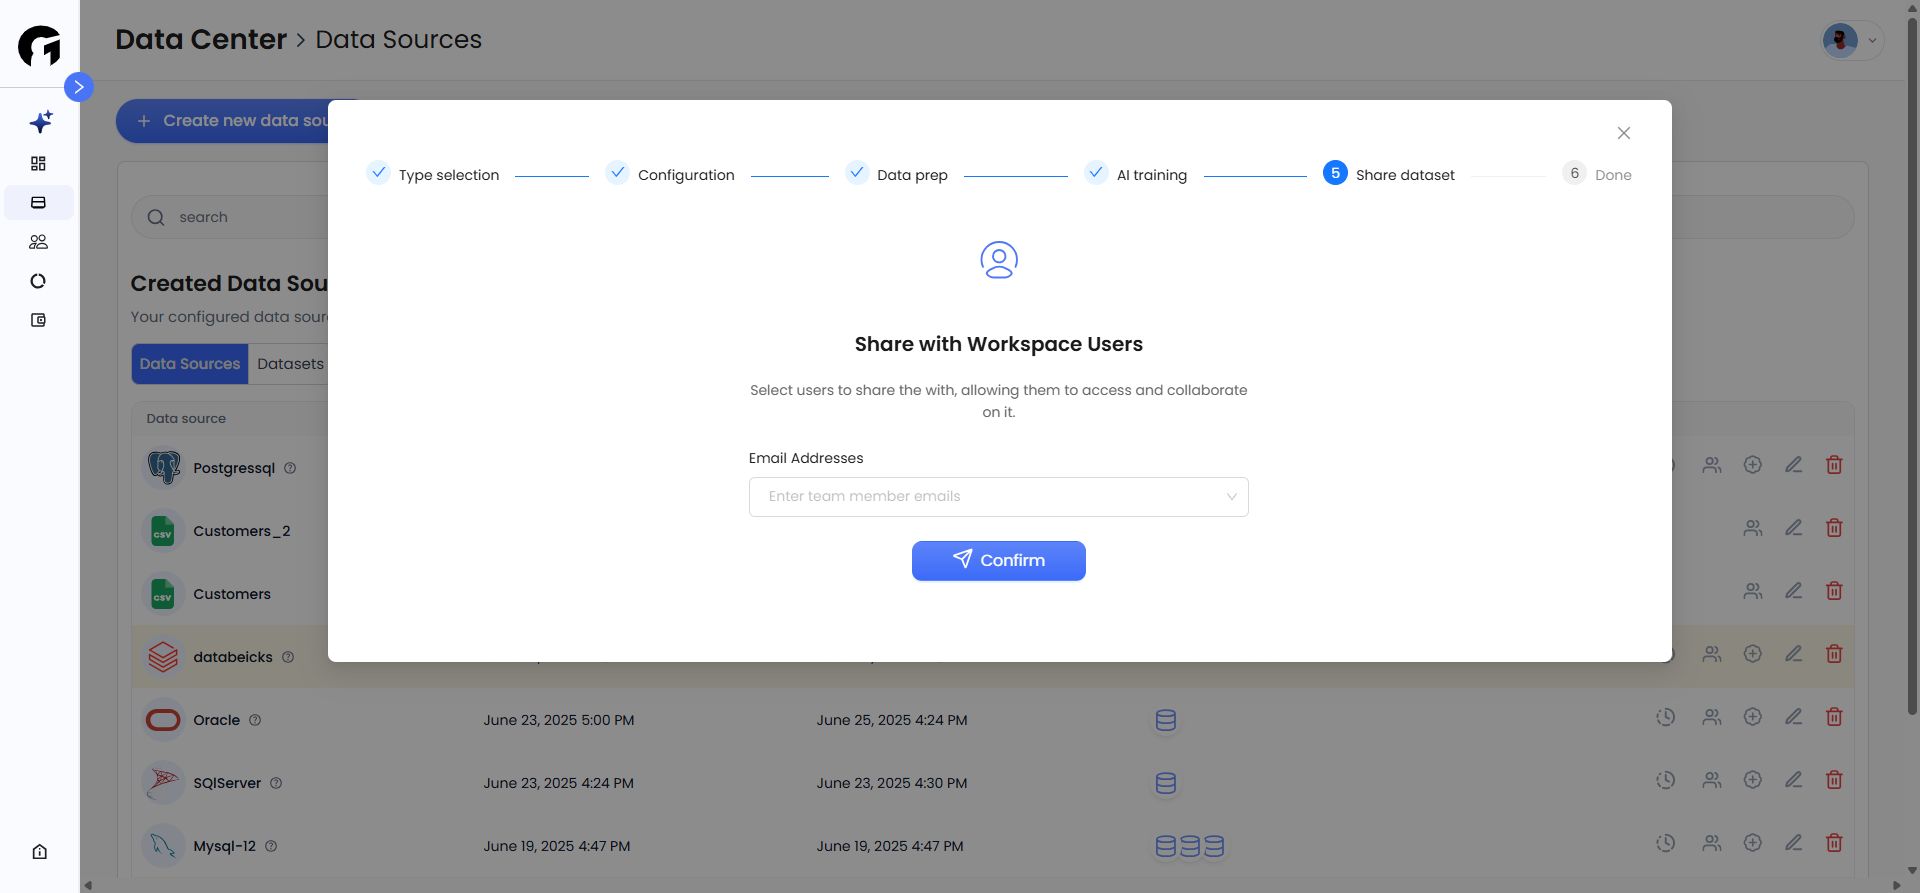 Data Center > Data Sources
+ Create new data sou
Type selection
Configuration
Data prep
AI training
5 Share dataset
6 Done
search
Share with Workspace Users
Select users to share the with, allowing them to access and collaborate
on it.
Email Addresses
Enter team member emails
Confirm
Created Data Sou
Your configured data sour
Data Sources
Datasets
Data source
Postgressql
CSV
Customers_2
CSV
Customers
databeicks
Oracle June 23, 2025 5:00 PM June 25, 2025 4:24 PM
SQlServer June 23, 2025 4:24 PM June 23, 2025 4:30 PM
Mysql-12 June 19, 2025 4:47 PM June 19, 2025 4:47 PM